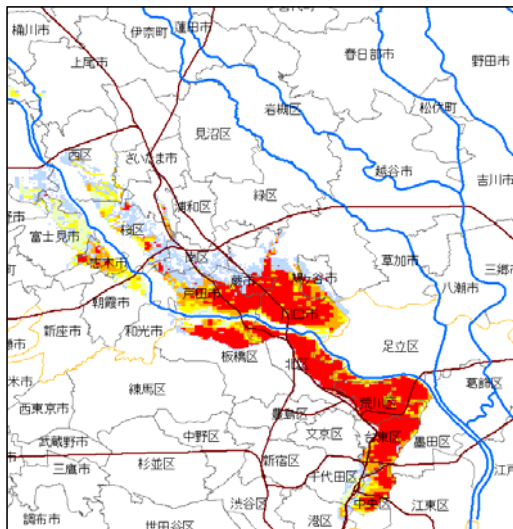 桶川市
伊奈町
蓮田市
春日部市
野田市
上尾市
岩槻区
松伏町
見沼区
西区
さいたま市
越谷市
吉川市
緑区
浦和区
桜区
富士見市
南区
草加市
三郷市
志木市
蕨市
鳩ヶ谷市
八潮市
戸田市
川口市
朝霞市
新座市
和光市
足立区
板橋区
北区
葛飾区
練馬区
荒川区
西東京市
豊島区
文京区
台東区
墨田区
武蔵野市
中野区
三鷹市
杉並区
新宿区
千代田区
中央区
江東区
渋谷区
港区
調布市
世田谷区